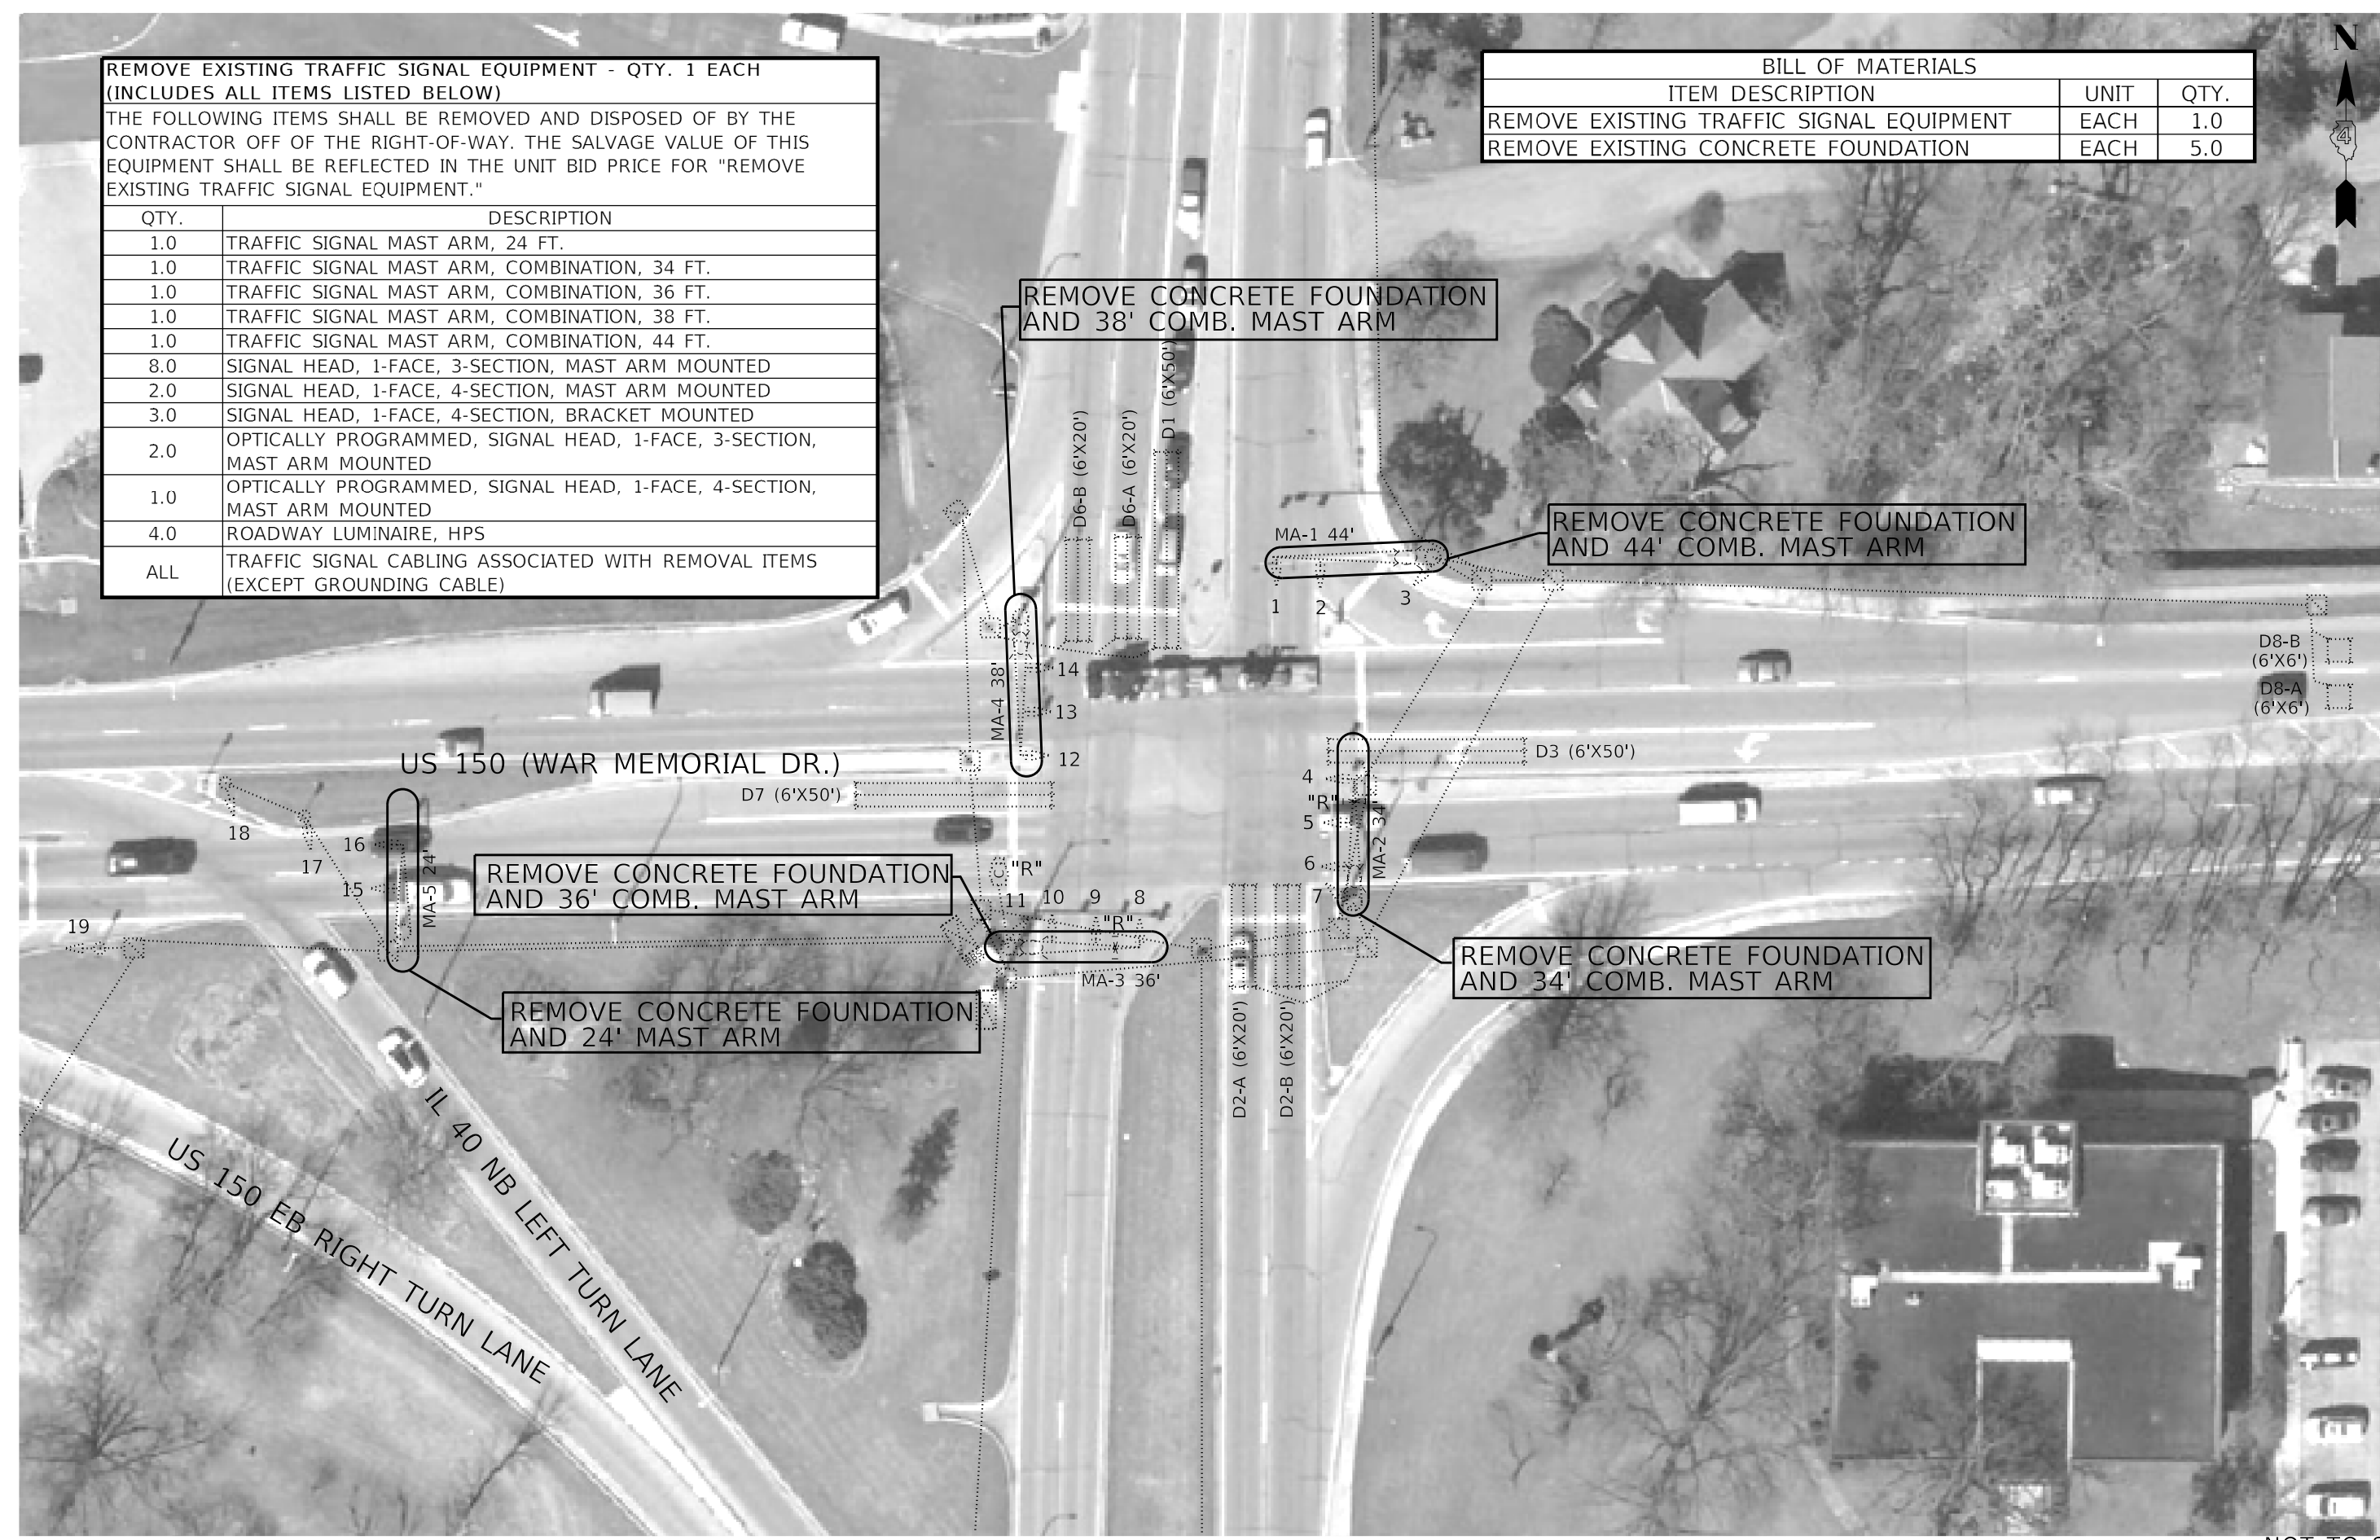 REMOVE EXISTING TRAFFIC SIGNAL EQUIPMENT - QTY. 1 EACH
(INCLUDES ALL ITEMS LISTED BELOW)
THE FOLLOWING ITEMS SHALL BE REMOVED AND DISPOSED OF BY THE
CONTRACTOR OFF OF THE RIGHT-OF-WAY. THE SALVAGE VALUE OF THIS
EQUIPMENT SHALL BE REFLECTED IN THE UNIT BID PRICE FOR "REMOVE
EXISTING TRAFFIC SIGNAL EQUIPMENT."
QTY. DESCRIPTION
1.0 TRAFFIC SIGNAL MAST ARM, 24 FT.
1.0 TRAFFIC SIGNAL MAST ARM, COMBINATION, 34 FT.
1.0 TRAFFIC SIGNAL MAST ARM, COMBINATION, 36 FT.
1.0 TRAFFIC SIGNAL MAST ARM, COMBINATION, 38 FT.
1.0 TRAFFIC SIGNAL MAST ARM, COMBINATION, 44 FT.
8.0 SIGNAL HEAD, 1-FACE, 3-SECTION, MAST ARM MOUNTED
2.0 SIGNAL HEAD, 1-FACE, 4-SECTION, MAST ARM MOUNTED
3.0 SIGNAL HEAD, 1-FACE, 4-SECTION, BRACKET MOUNTED
2.0 OPTICALLY PROGRAMMED, SIGNAL HEAD, 1-FACE, 3-SECTION,
MAST ARM MOUNTED
1.0 OPTICALLY PROGRAMMED, SIGNAL HEAD, 1-FACE, 4-SECTION,
MAST ARM MOUNTED
4.0 ROADWAY LUMINAIRE, HPS
ALL TRAFFIC SIGNAL CABLING ASSOCIATED WITH REMOVAL ITEMS
(EXCEPT GROUNDING CABLE)
BILL OF MATERIALS
ITEM DESCRIPTION UNIT QTY.
REMOVE EXISTING TRAFFIC SIGNAL EQUIPMENT EACH 1.0
REMOVE EXISTING CONCRETE FOUNDATION EACH 5.0
N
4
REMOVE CONCRETE FOUNDATION
AND 38' COMB. MAST ARM
D6-B (6'X20')
D6-A (6'X20')
D1 (6'X50')
MA-1 44'
1
2
3
REMOVE CONCRETE FOUNDATION
AND 44' COMB. MAST ARM
D8-B
(6'X6')
D8-A
(6'X6')
MA-4 38'
14
13
12
US 150 (WAR MEMORIAL DR.)
D7 (6'X50')
D3 (6'X50')
4
"R"
5
6
7
MA-2 34'
18
17
16
15
MA-5 24'
19
REMOVE CONCRETE FOUNDATION
AND 36' COMB. MAST ARM
C
"R"
11
10
9
8
"R"
MA-3 36'
REMOVE CONCRETE FOUNDATION
AND 34' COMB. MAST ARM
REMOVE CONCRETE FOUNDATION
AND 24' MAST ARM
D2-A (6'X20')
D2-B (6'X20')
IL 40 NB LEFT TURN LANE
US 150 EB RIGHT TURN LANE